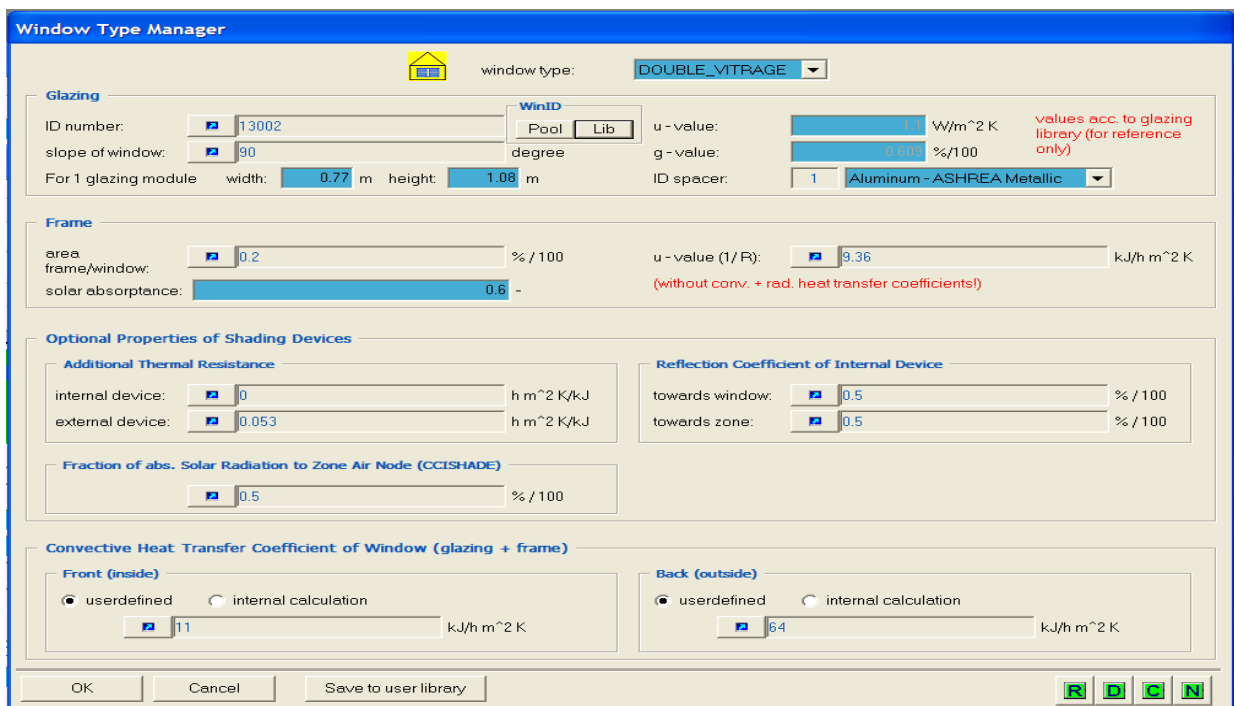 Window Type Manager
window type: DOUBLE_VITRAGE
Glazing
WinID
ID number: 13002 Pool Lib u-value: 1.1 W/m^2 K values acc. to glazing
library (for reference
only)
slope of window: 90 degree g-value: 0.609 %/100
For 1 glazing module width: 0.77 m height: 1.08 m ID spacer: 1 Aluminum - ASHREA Metallic
Frame
area
frame/window: 0.2 % / 100 u-value (1/ R): 9.36 kJ/h m^2 K
solar absorptance: 0.6 - (without conv. + rad. heat transfer coefficients!)
Optional Properties of Shading Devices
Additional Thermal Resistance Reflection Coefficient of Internal Device
internal device: 0 h m^2 K/kJ towards window: 0.5 % / 100
external device: 0.053 h m^2 K/kJ towards zone: 0.5 % / 100
Fraction of abs. Solar Radiation to Zone Air Node (CCISHADE)
0.5 % / 100
Convective Heat Transfer Coefficient of Window (glazing + frame)
Front (inside) Back (outside)
userdefined internal calculation userdefined internal calculation
11 kJ/h m^2 K 64 kJ/h m^2 K
OK Cancel Save to user library R D C N